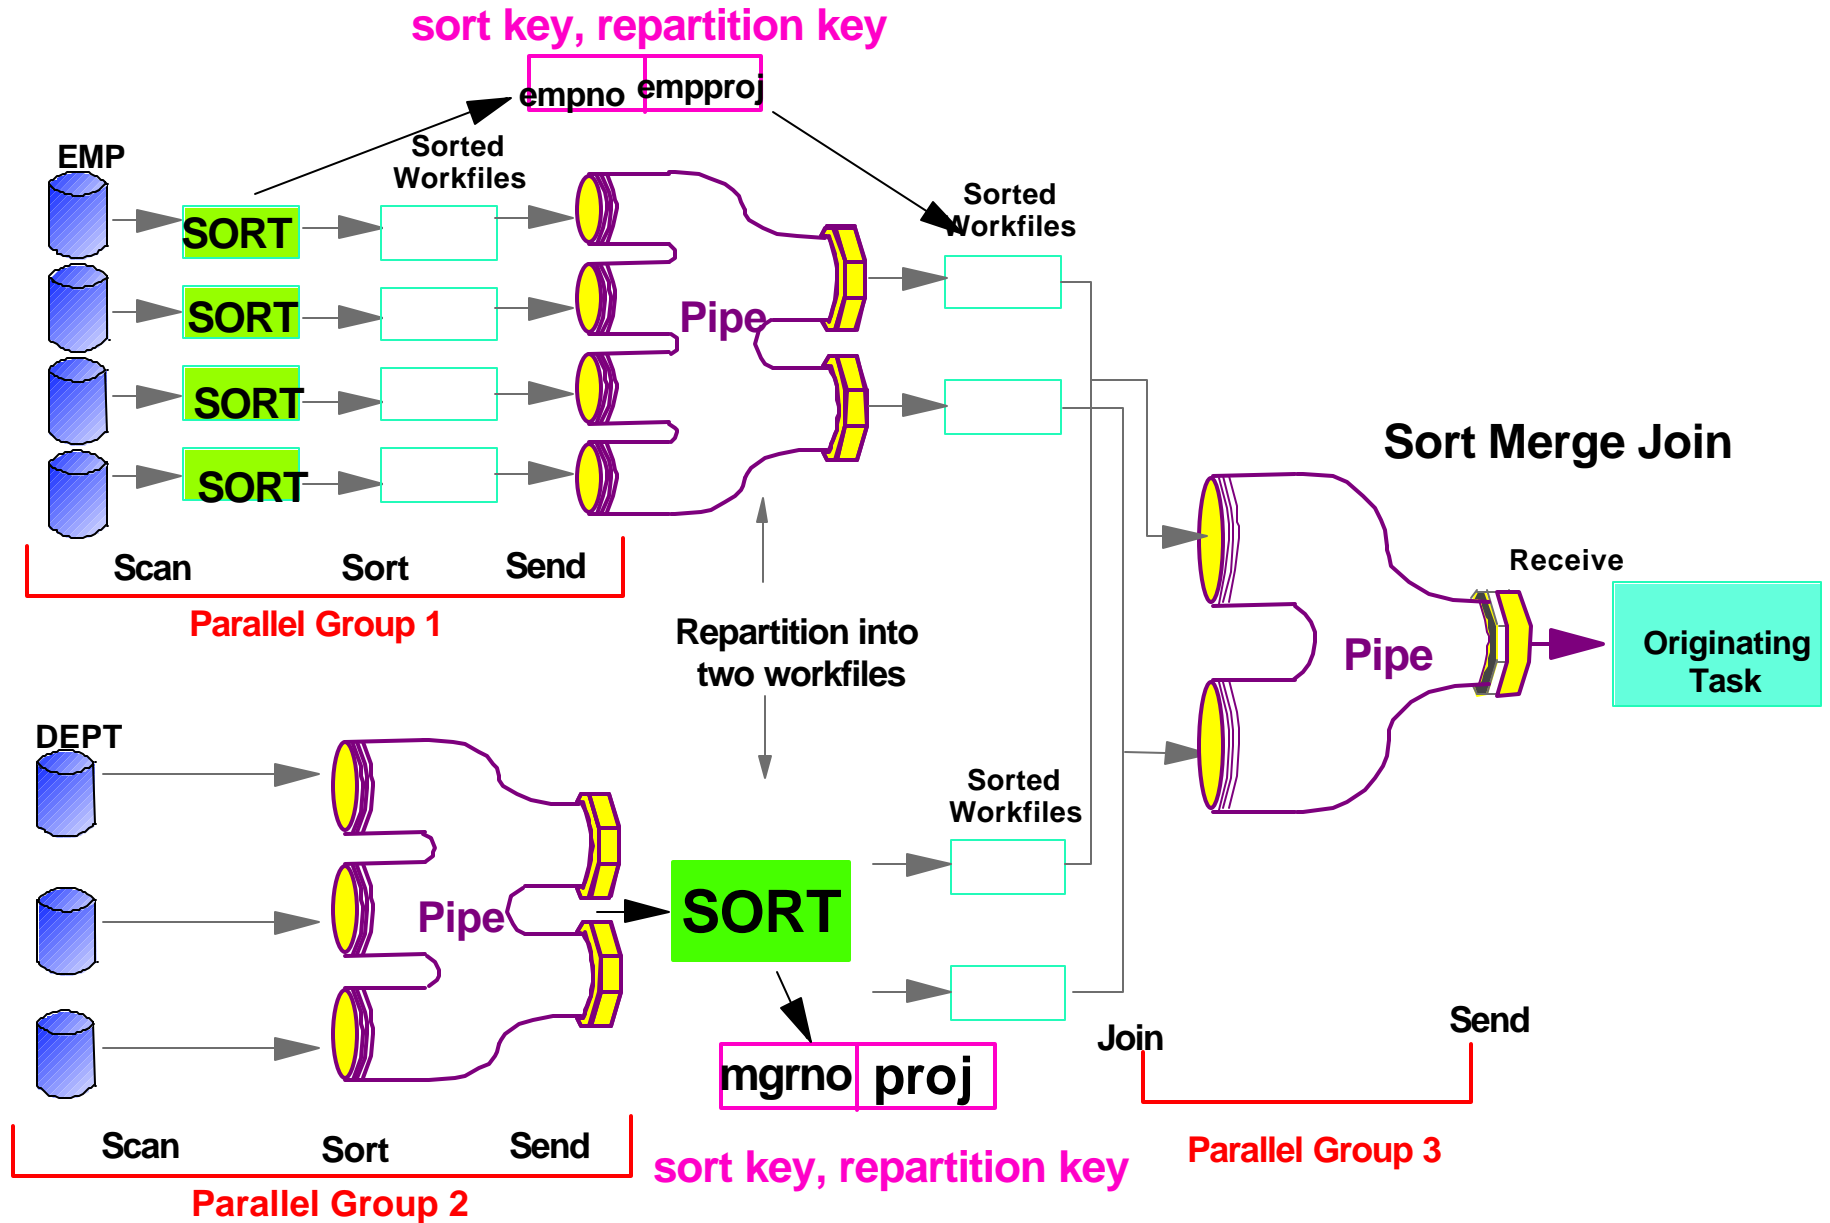 sort key, repartition key
empno empproj
EMP
Sorted
Workfiles
SORT
SORT
SORT
SORT
Pipe
Sorted
Workfiles
Scan Sort Send
Parallel Group 1
Repartition into
two workfiles
Sort Merge Join
Receive
Pipe
Originating
Task
DEPT
Pipe
SORT
Sorted
Workfiles
mgrno proj
Join Send
Scan Sort Send
sort key, repartition key
Parallel Group 3
Parallel Group 2